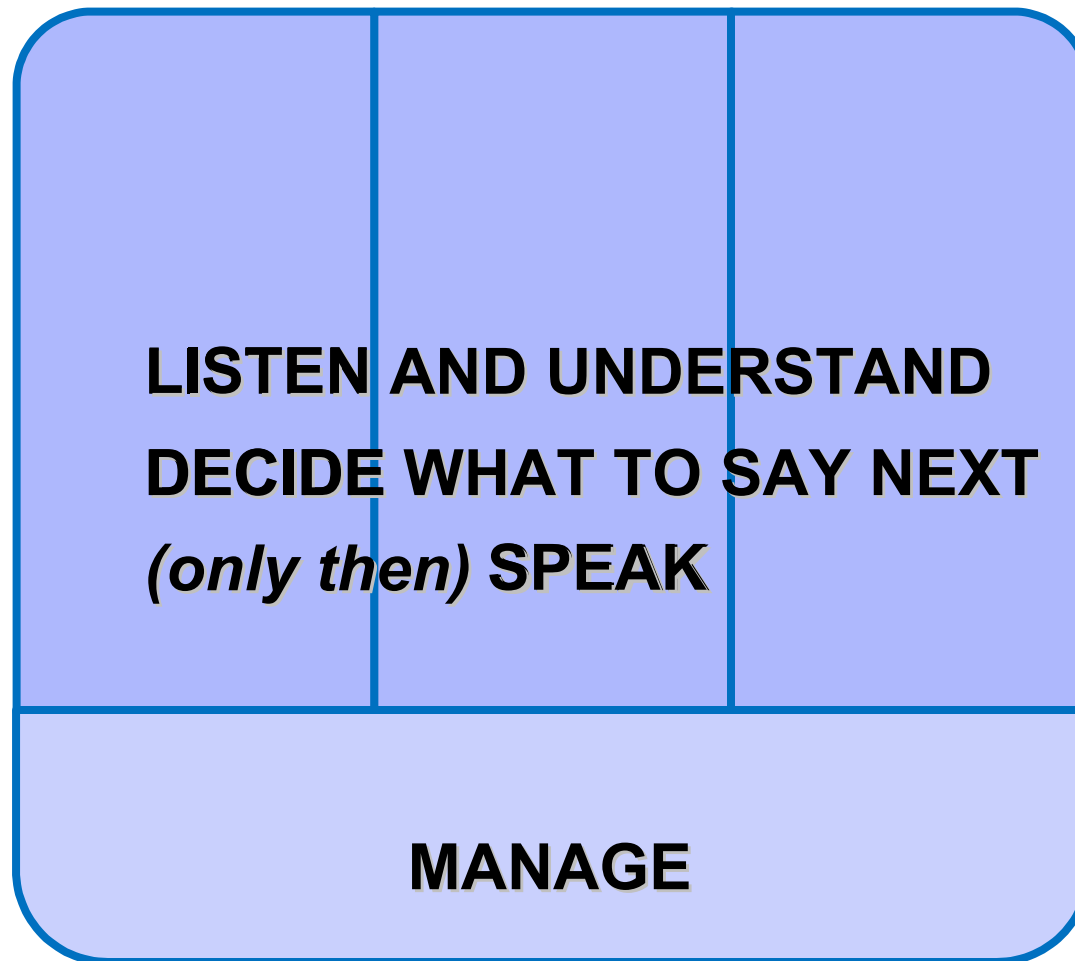 LISTEN AND UNDERSTAND
DECIDE WHAT TO SAY NEXT
(only then) SPEAK
MANAGE